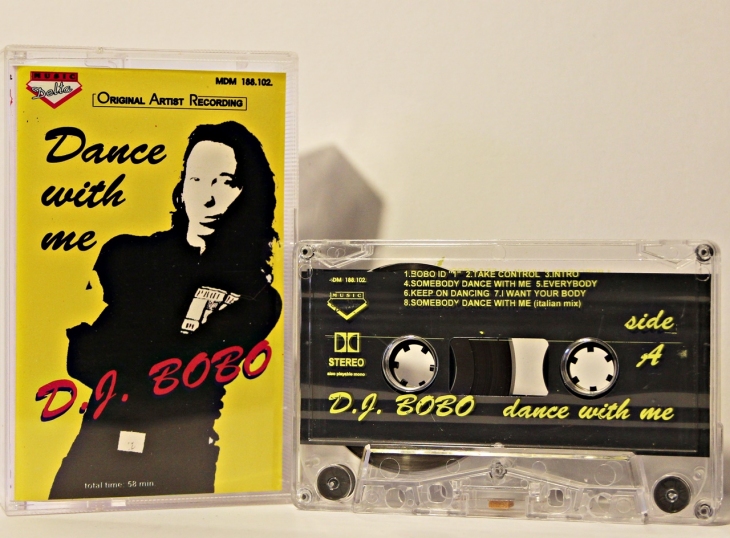 MUSIC
Delta
MDM 188.102.
ORIGINAL ARTIST RECORDING
Dance
with
me
D.J. BOBO
total time: 58 min
MDM 188.102.
MUSIC
STEREO
also playable mono
1.BOBO ID "1" 2.TAKE CONTROL 3.INTRO
4.SOMEBODY DANCE WITH ME 5.EVERYBODY
6.KEEP ON DANCING 7.I WANT YOUR BODY
8.SOMEBODY DANCE WITH ME (italian mix)
side
A
D.J. BOBO dance with me